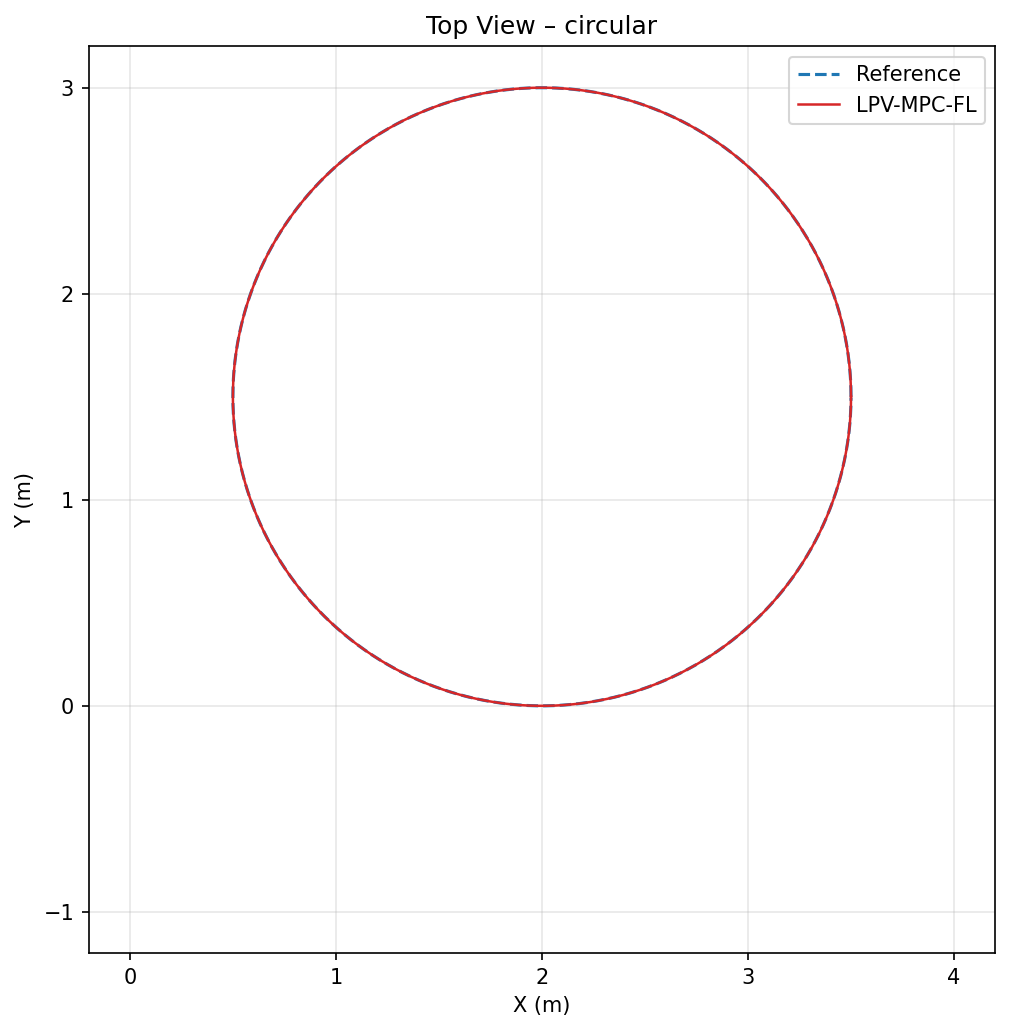 Top View – circular
Reference
LPV-MPC-FL
3
2
1
0
−1
Y (m)
0 1 2 3 4
X (m)